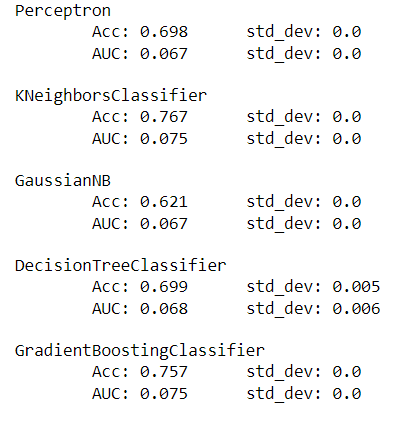 Perceptron
Acc: 0.698 std_dev: 0.0
AUC: 0.067 std_dev: 0.0
KNeighborsClassifier
Acc: 0.767 std_dev: 0.0
AUC: 0.075 std_dev: 0.0
GaussianNB
Acc: 0.621 std_dev: 0.0
AUC: 0.067 std_dev: 0.0
DecisionTreeClassifier
Acc: 0.699 std_dev: 0.005
AUC: 0.068 std_dev: 0.006
GradientBoostingClassifier
Acc: 0.757 std_dev: 0.0
AUC: 0.075 std_dev: 0.0